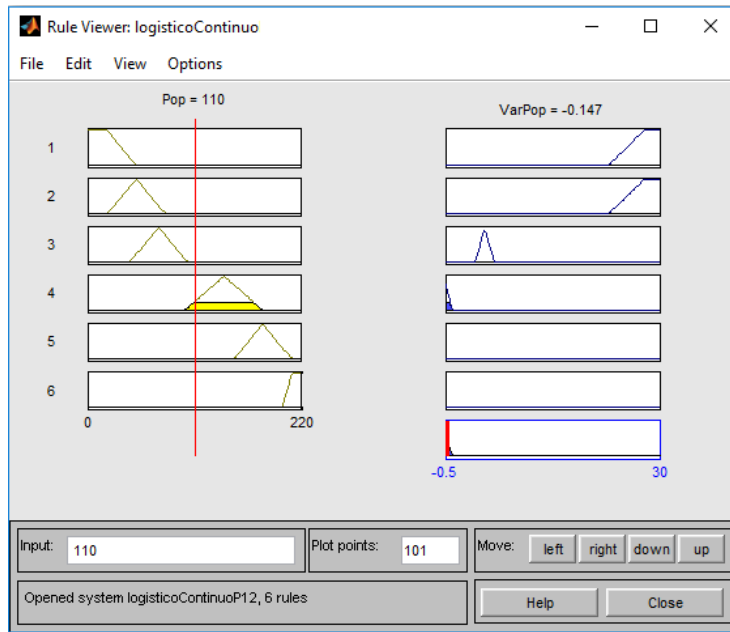 Rule Viewer: logisticoContinuo
File Edit View Options
Pop = 110
VarPop = -0.147
1
2
3
4
5
6
0 220
-0.5 30
Input: 110
Plot points: 101
Move: left right down up
Opened system logisticoContinuoP12, 6 rules
Help Close